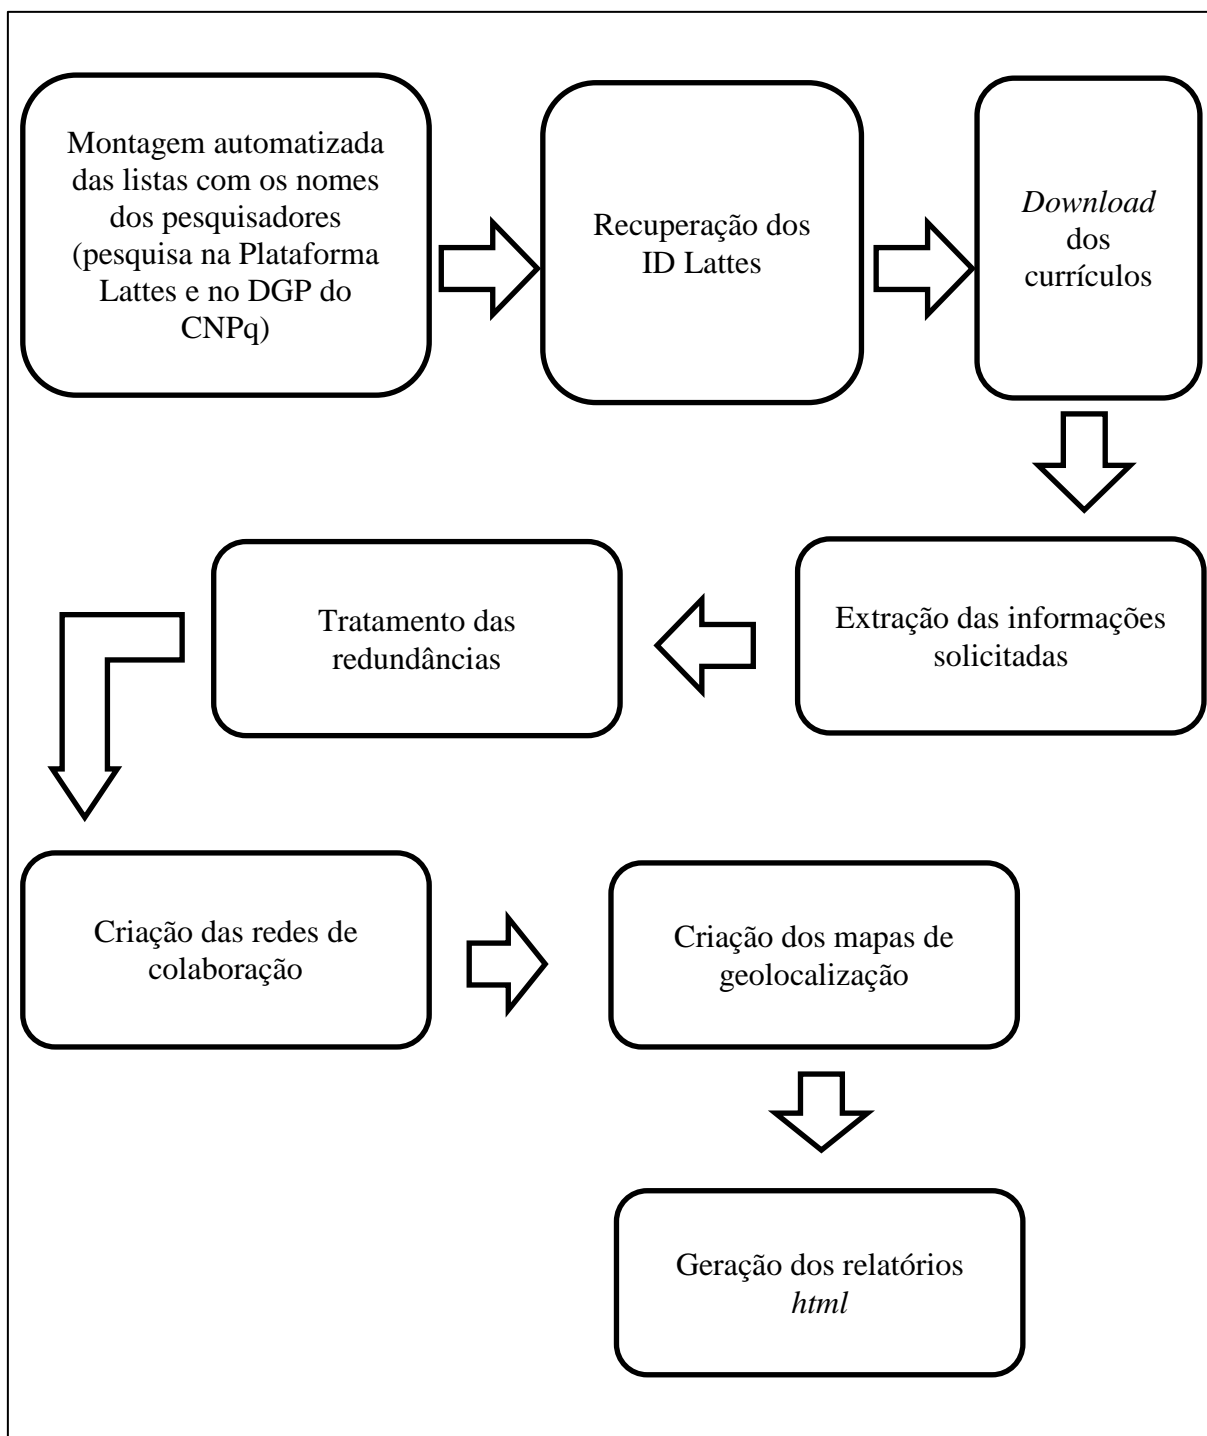 Montagem automatizada
das listas com os nomes
dos pesquisadores
(pesquisa na Plataforma
Lattes e no DGP do
CNPq)
Recuperação dos
ID Lattes
Download
dos
currículos
Extração das informações
solicitadas
Tratamento das
redundâncias
Criação das redes de
colaboração
Criação dos mapas de
geolocalização
Geração dos relatórios
html